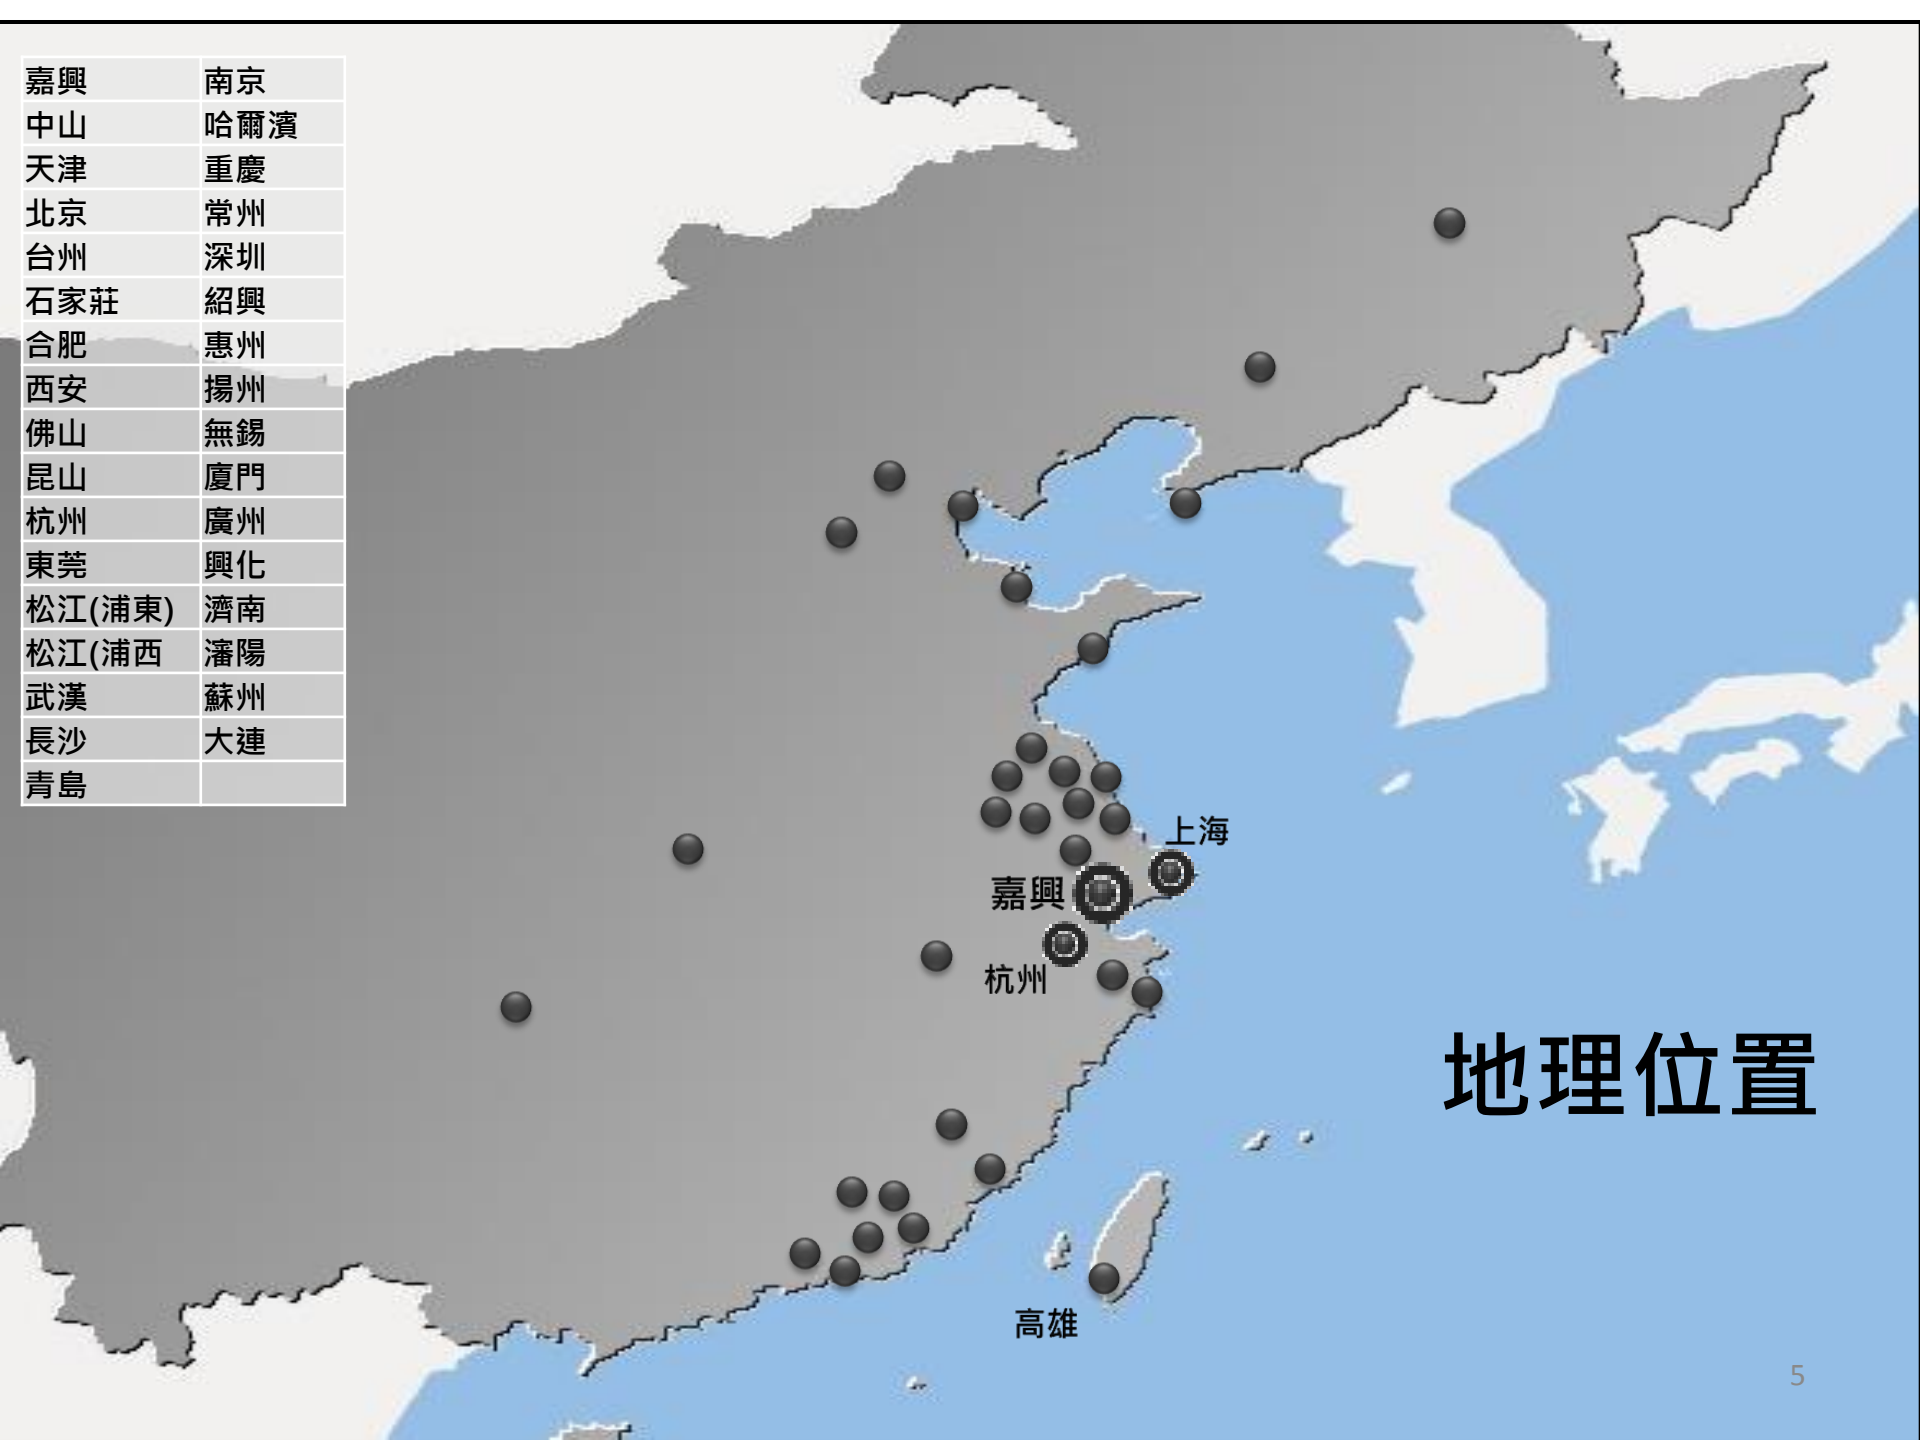 嘉興 南京
中山 哈爾濱
天津 重慶
北京 常州
台州 深圳
石家莊 紹興
合肥 惠州
西安 揚州
佛山 無錫
昆山 廈門
杭州 廣州
東莞 興化
松江(浦東) 濟南
松江(浦西 瀋陽
武漢 蘇州
長沙 大連
青島
上海
嘉興
杭州
地理位置
高雄
5